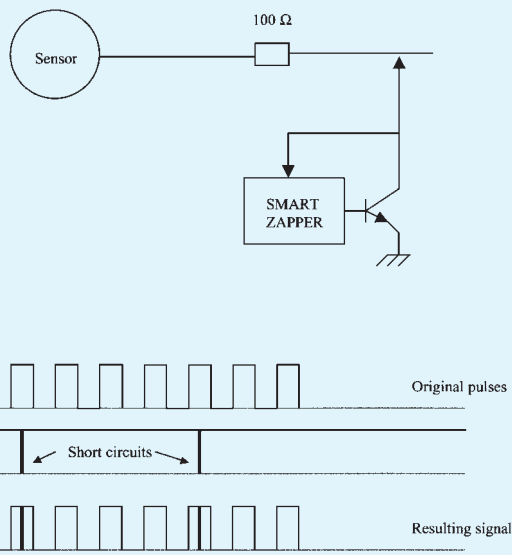 100 Ω
Sensor
SMART
ZAPPER
Original pulses
Short circuits
Resulting signal